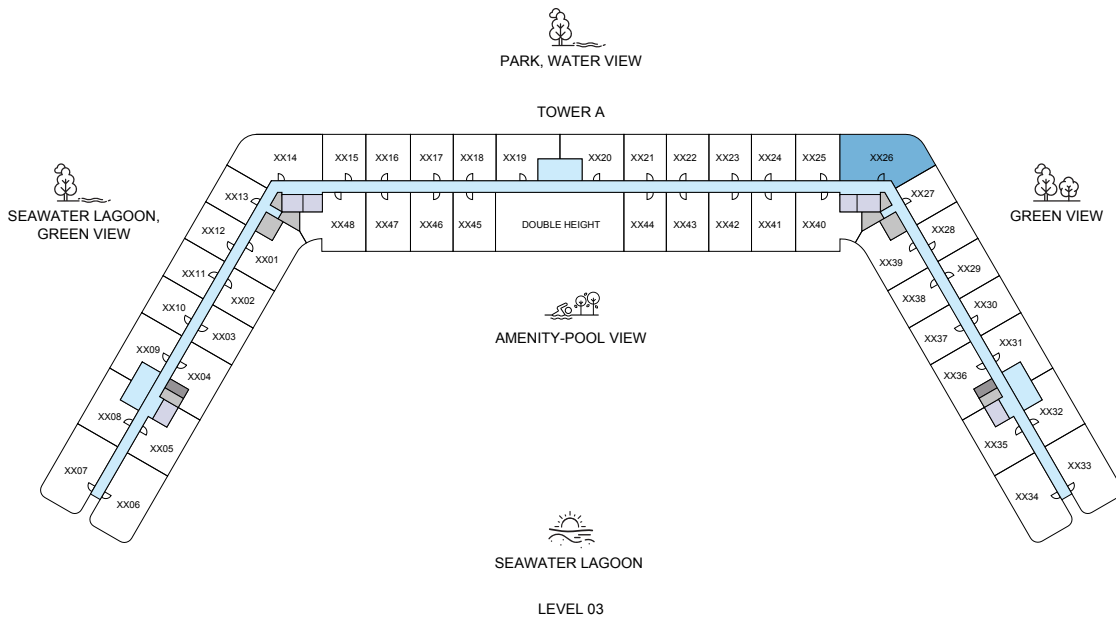 PARK, WATER VIEW
TOWER A
XX14 XX15 XX16 XX17 XX18 XX19 XX20 XX21 XX22 XX23 XX24 XX25 XX26
SEAWATER LAGOON,
GREEN VIEW
XX13
XX27
GREEN VIEW
XX48 XX47 XX46 XX45 DOUBLE HEIGHT XX44 XX43 XX42 XX41 XX40
XX12
XX28
XX01
XX39
XX11
XX29
XX02
XX38
XX10
XX30
XX03
XX37
AMENITY-POOL VIEW
XX09
XX31
XX04
XX36
XX08
XX32
XX05
XX35
XX07
XX33
XX06
XX34
SEAWATER LAGOON
LEVEL 03